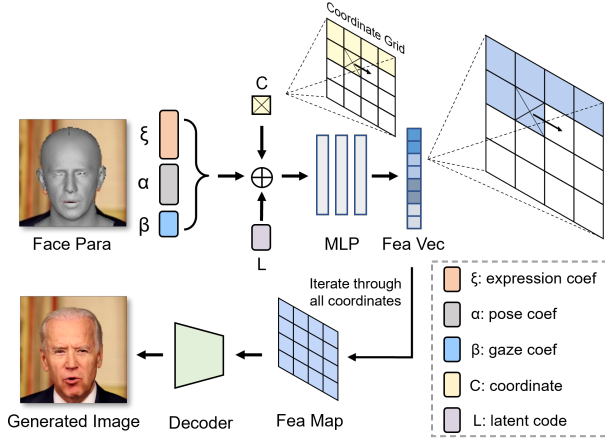 Coordinate Grid
C
ξ
α
β
L
Face Para
MLP
Fea Vec
Iterate through
all coordinates
Generated Image
Decoder
Fea Map
ξ: expression coef
α: pose coef
β: gaze coef
C: coordinate
L: latent code